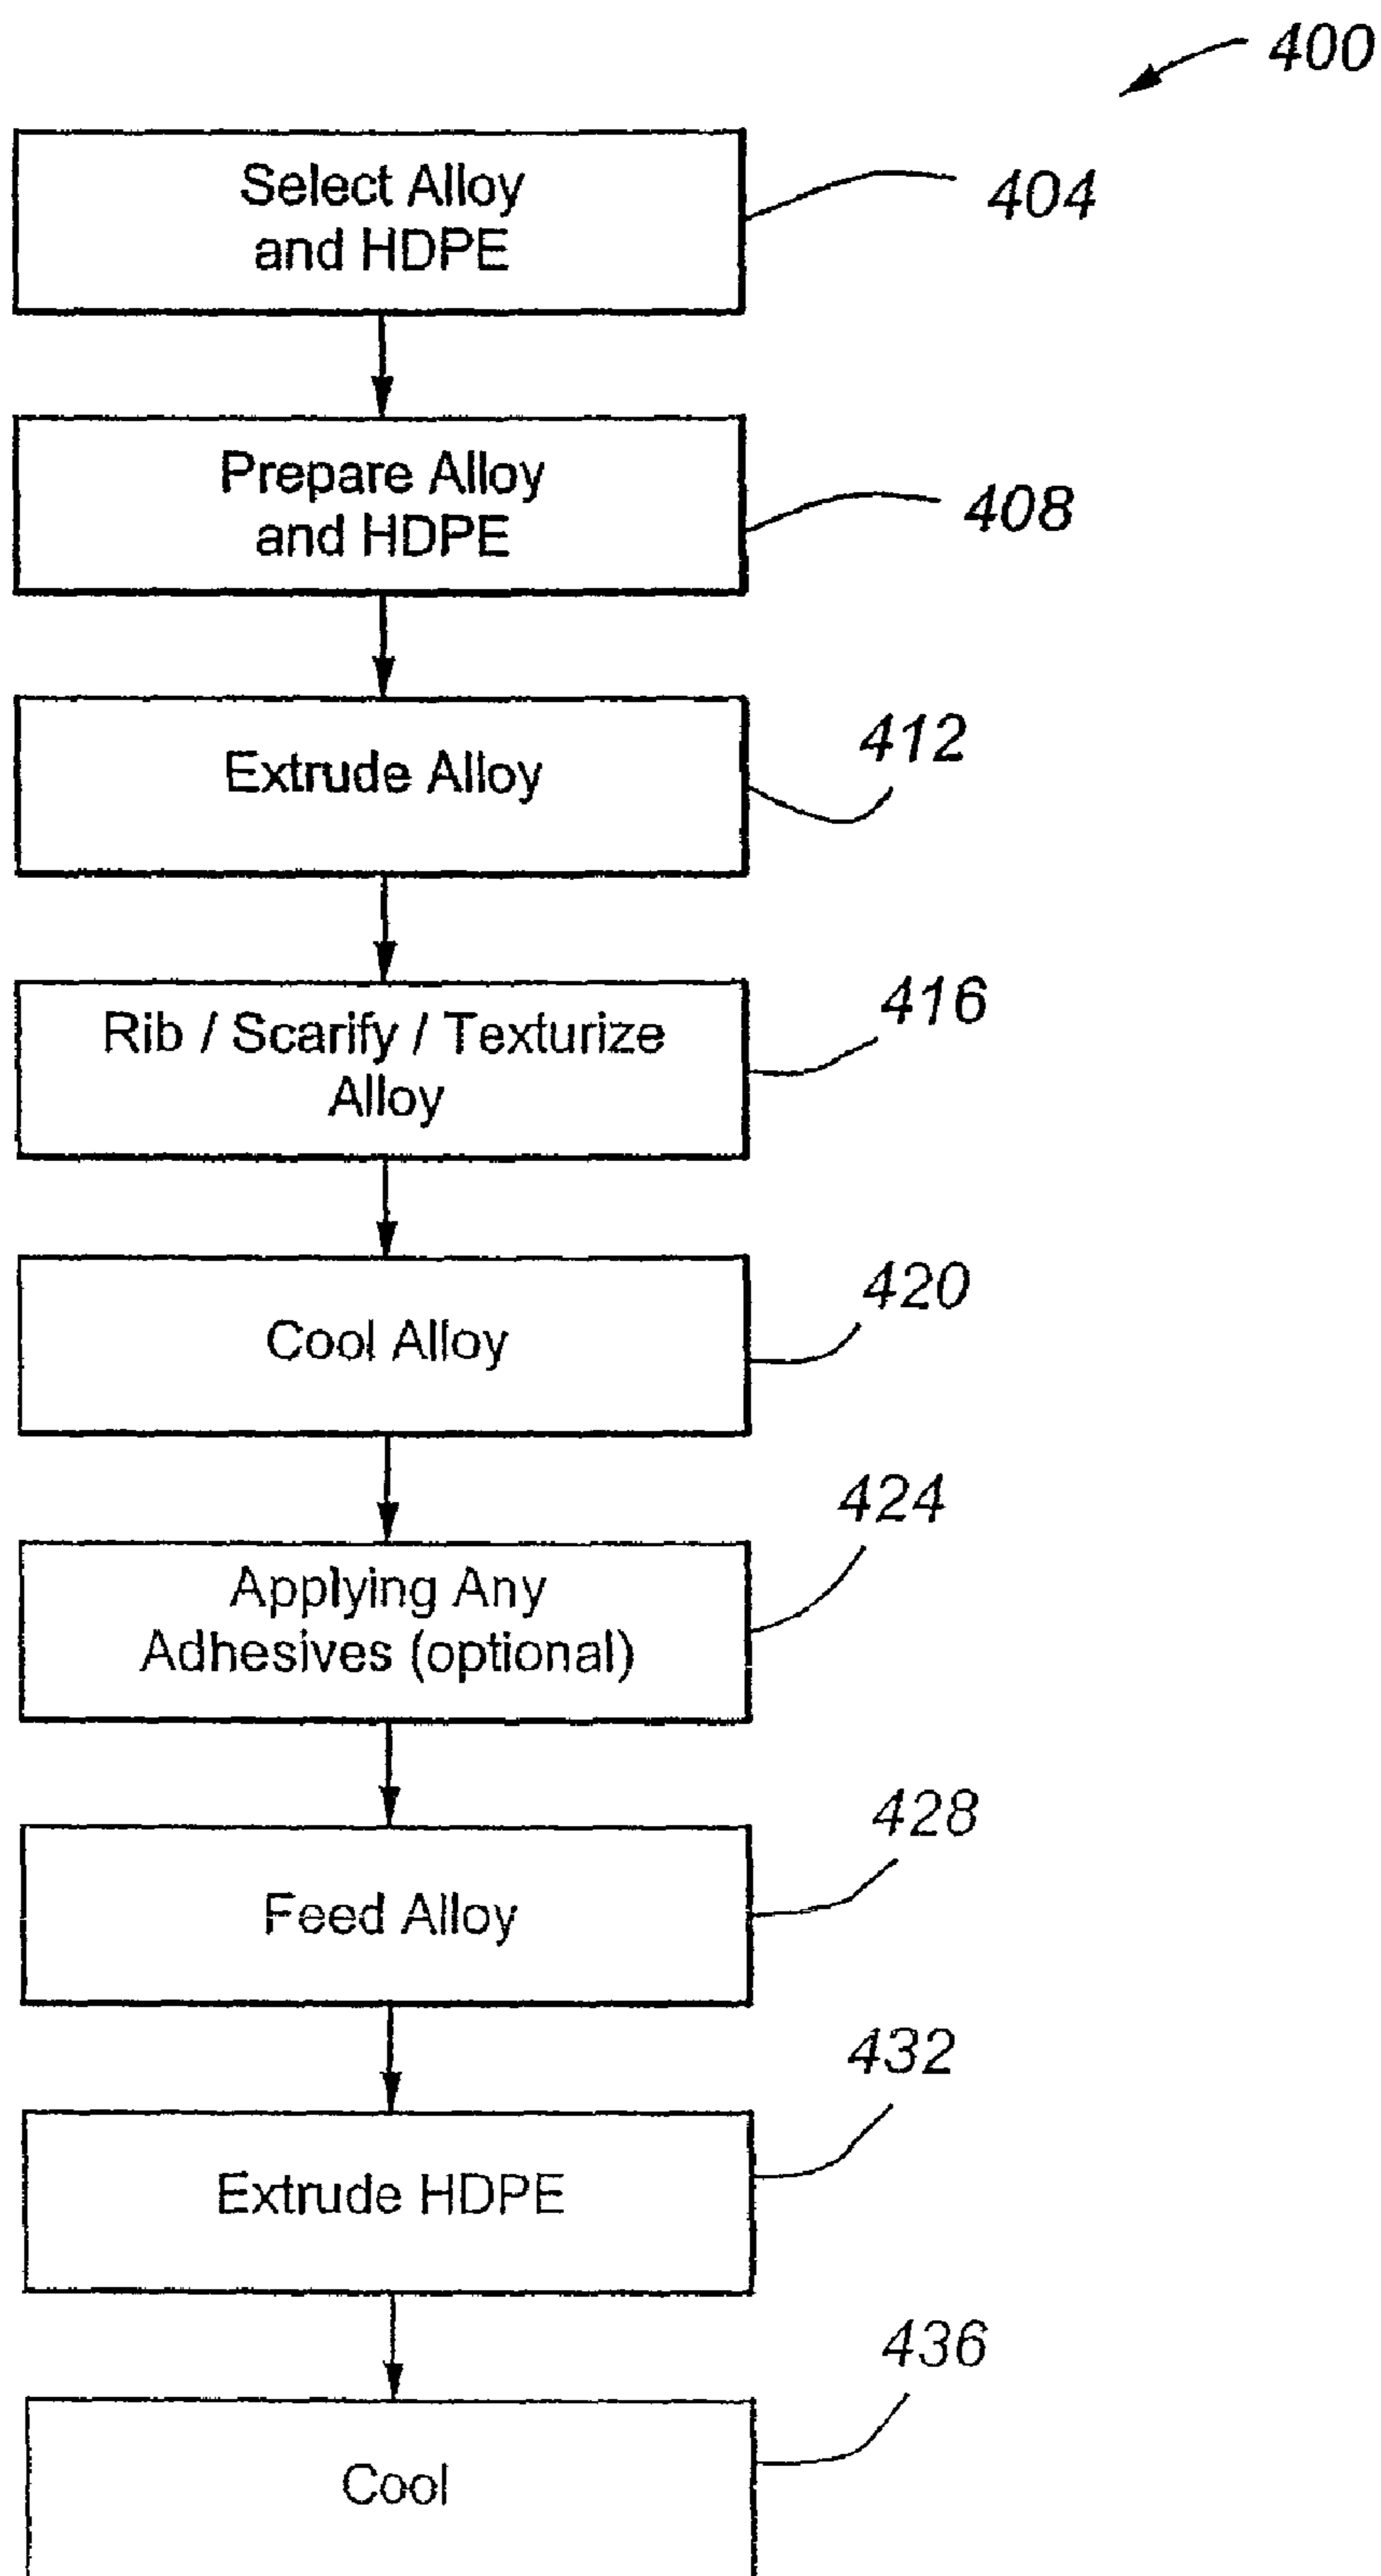 400
Select Alloy
and HDPE
404
Prepare Alloy
and HDPE
408
Extrude Alloy
412
Rib / Scarify / Texturize
Alloy
416
Cool Alloy
420
Applying Any
Adhesives (optional)
424
Feed Alloy
428
Extrude HDPE
432
Cool
436